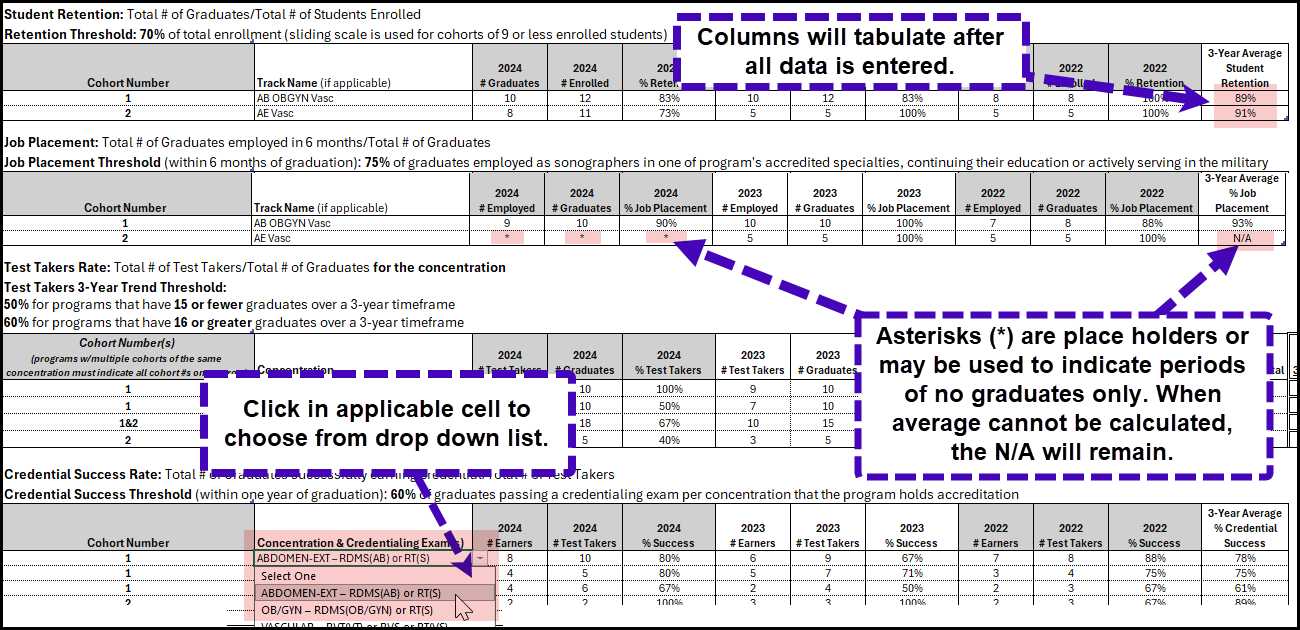 Student Retention: Total # of Graduates/Total # of Students Enrolled
Retention Threshold: 70% of total enrollment (sliding scale is used for cohorts of 9 or less enrolled students)
Columns will tabulate after
all data is entered.
Cohort Number Track Name (if applicable) 2024 # Graduates 2024 # Enrolled 2022 2022 % Retention 3-Year Average Student Retention
1 AB OBGYN Vasc 10 12 83% 10 12 83% 8 8 100% 89%
2 AE Vasc 8 11 73% 5 5 100% 5 5 100% 91%
Job Placement: Total # of Graduates employed in 6 months/Total # of Graduates
Job Placement Threshold (within 6 months of graduation): 75% of graduates employed as sonographers in one of program's accredited specialties, continuing their education or actively serving in the military
Cohort Number Track Name (if applicable) 2024 # Employed 2024 # Graduates 2024 % Job Placement 2023 # Employed 2023 # Graduates 2023 % Job Placement 2022 # Employed 2022 # Graduates 2022 % Job Placement 3-Year Average % Job Placement
1 AB OBGYN Vasc 9 10 90% 10 10 100% 7 8 88% 93%
2 AE Vasc * * * 5 5 100% 5 5 100% N/A
Test Takers Rate: Total # of Test Takers/Total # of Graduates for the concentration
Test Takers 3-Year Trend Threshold:
50% for programs that have 15 or fewer graduates over a 3-year timeframe
60% for programs that have 16 or greater graduates over a 3-year timeframe
Asterisks (*) are place holders or
may be used to indicate periods
of no graduates only. When
average cannot be calculated,
the N/A will remain.
Cohort Number(s)
(programs w/multiple cohorts of the same
concentration must indicate all cohort #s on
Concentration 2024 # Test Takers 2024 # Graduates 2024 % Test Takers 2023 # Test Takers 2023 # Graduates
1 10 100% 9 10
1 10 50% 7 10
1&2 18 67% 10 15
2 5 40% 3 5
Click in applicable cell to
choose from drop down list.
Credential Success Rate: Total # of Graduates successfully earning credential/Total # of Test Takers
Credential Success Threshold (within one year of graduation): 60% of graduates passing a credentialing exam per concentration that the program holds accreditation
Cohort Number Concentration & Credentialing Exam(s) 2024 # Earners 2024 # Test Takers 2024 % Success 2023 # Earners 2023 # Test Takers 2023 % Success 2022 # Earners 2022 # Test Takers 2022 % Success 3-Year Average % Credential Success
1 ABDOMEN-EXT – RDMS(AB) or RT(S) 8 10 80% 6 9 67% 7 8 88% 78%
1 4 5 80% 5 7 71% 3 4 75% 75%
1 4 6 67% 2 4 50% 2 3 67% 61%
2 2 2 100% 3 3 100% 2 3 67% 89%
Select One
ABDOMEN-EXT – RDMS(AB) or RT(S)
OB/GYN – RDMS(OB/GYN) or RT(S)
VASCULAR – RVT(VT) or RVS or RT(VS)